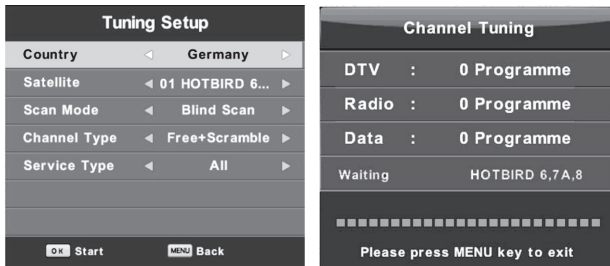 Tuning Setup
Country Germany
Satellite 01 HOTBIRD 6...
Scan Mode Blind Scan
Channel Type Free+Scramble
Service Type All
OK Start MENU Back
Channel Tuning
DTV : 0 Programme
Radio : 0 Programme
Data : 0 Programme
Waiting HOTBIRD 6,7A,8
Please press MENU key to exit